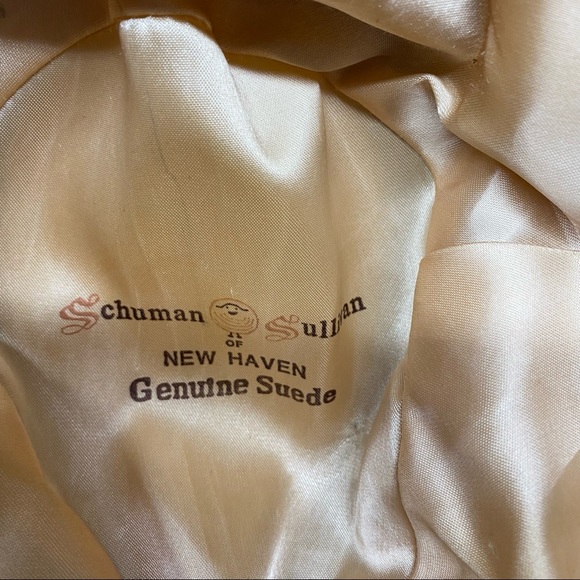 Schuman Sullivan
OF
NEW HAVEN
Genuine Suede